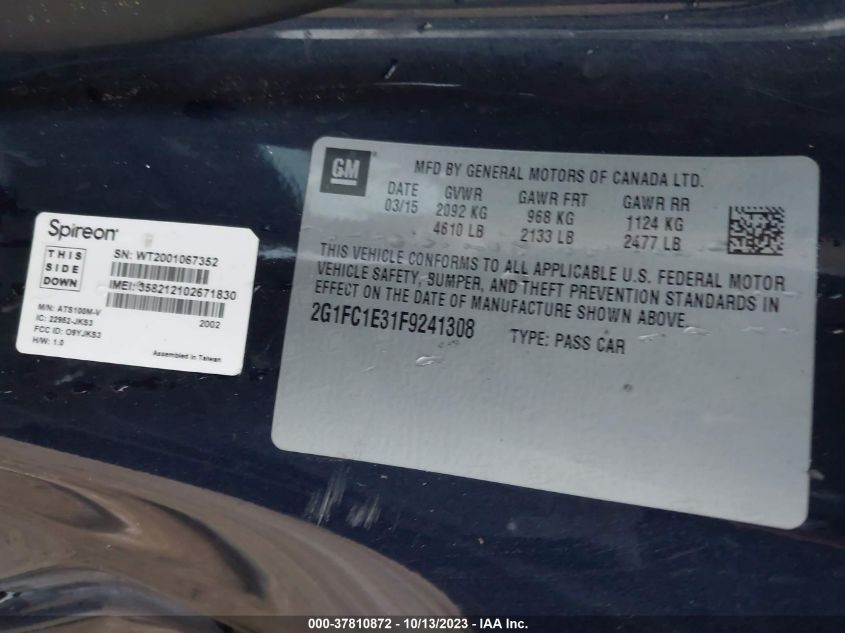 Spireon
SN: WT2001067352
THIS
SIDE
DOWN
IMEI: 358212102671830
2002
M/N: ATS100M-V
IC: 22962-JKS3
FCC ID: O9YJKS3
H/W: 1.0
Assembled in Taiwan
GM
MFD BY GENERAL MOTORS OF CANADA LTD.
DATE GVWR GAWR FRT GAWR RR
03/15 2092 KG 968 KG 1124 KG
4610 LB 2133 LB 2477 LB
THIS VEHICLE CONFORMS TO ALL APPLICABLE U.S. FEDERAL MOTOR
VEHICLE SAFETY, BUMPER, AND THEFT PREVENTION STANDARDS IN
EFFECT ON THE DATE OF MANUFACTURE SHOWN ABOVE.
2G1FC1E31F9241308 TYPE: PASS CAR
000-37810872 - 10/13/2023 - IAA Inc.